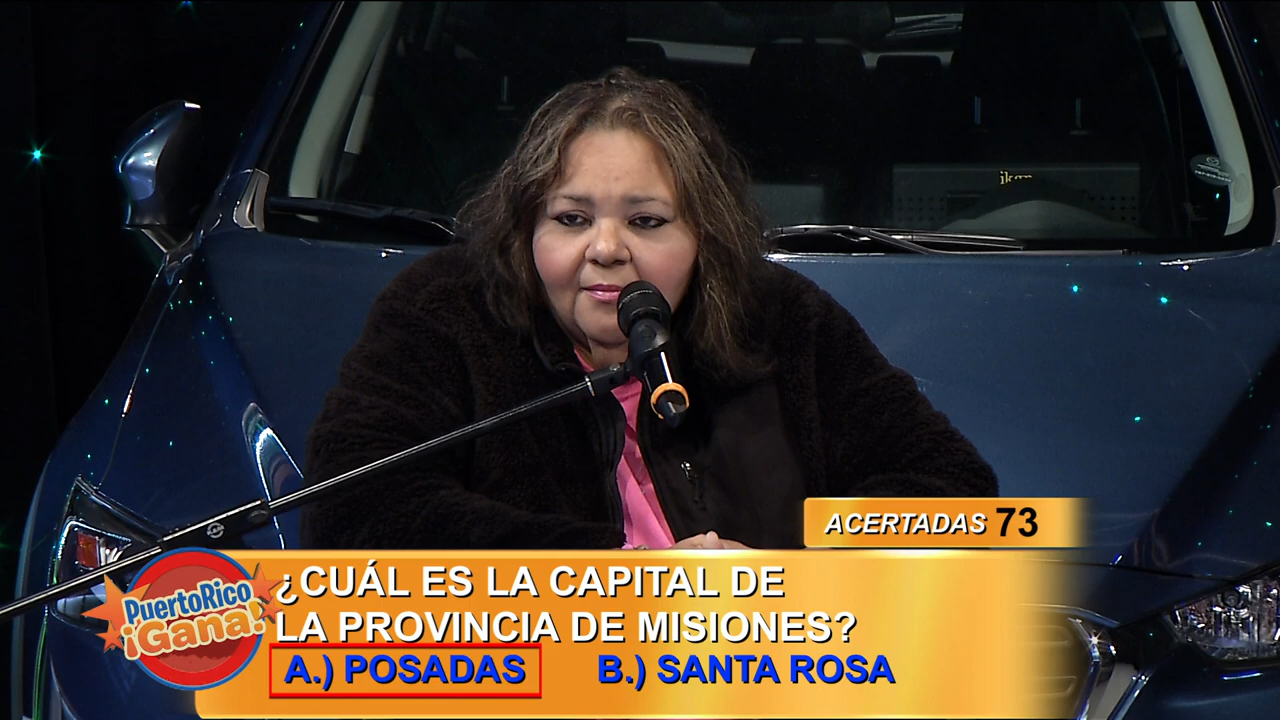 ACERTADAS 73
¿CUÁL ES LA CAPITAL DE
LA PROVINCIA DE MISIONES?
A.) POSADAS B.) SANTA ROSA
PuertoRico
¡Gana!